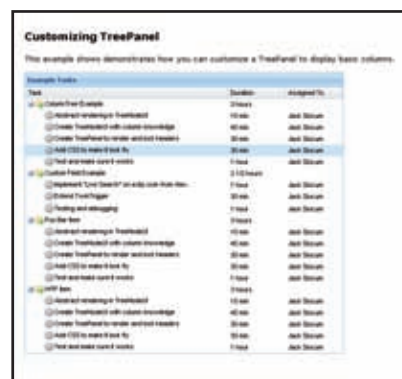 Customizing TreePanel
This example shows demonstrates how you can customize a TreePanel to display basic columns.
Example Tasks
Task Duration Assigned To
ColumnTree Example 3 hours
Abstract rendering in TreeNodeUI 15 min Jack Slocum
Create TreeNodeUI with column knowledge 45 min Jack Slocum
Create TreePanel to render and lock headers 30 min Jack Slocum
Add CSS to make it look fly 30 min Jack Slocum
Test and make sure it works 1 hour Jack Slocum
Custom Field Example 2 1/2 hours
Implement "Live Search" on extjs.com from 1 hour Jack Slocum
Extend TwinTrigger 30 min Jack Slocum
Testing and debugging 1 hour Jack Slocum
Foo Bar Item 3 hours
Abstract rendering in TreeNodeUI 15 min Jack Slocum
Create TreeNodeUI with column knowledge 45 min Jack Slocum
Create TreePanel to render and lock headers 30 min Jack Slocum
Add CSS to make it look fly 30 min Jack Slocum
Test and make sure it works 1 hour Jack Slocum
WTF Item 3 hours
Abstract rendering in TreeNodeUI 15 min Jack Slocum
Create TreeNodeUI with column knowledge 45 min Jack Slocum
Create TreePanel to render and lock headers 30 min Jack Slocum
Add CSS to make it look fly 30 min Jack Slocum
Test and make sure it works 1 hour Jack Slocum